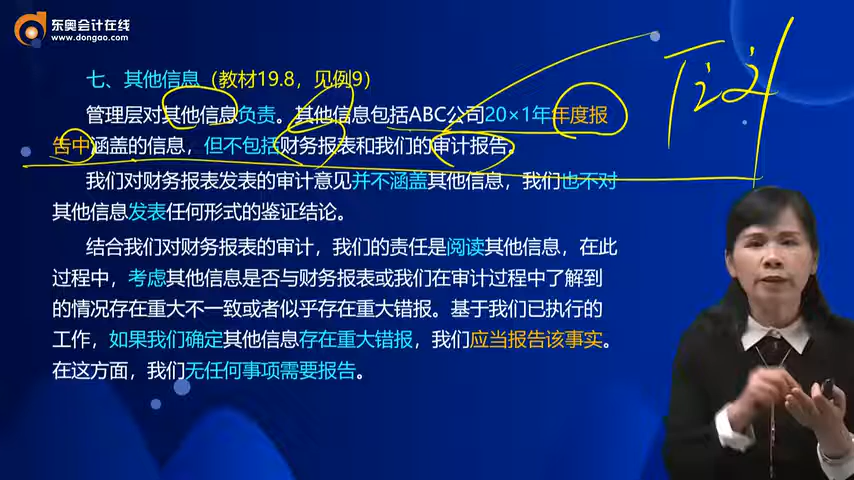 东奥会计在线
www.dongao.com
七、其他信息（教材19.8，见例9）
管理层对其他信息负责。其他信息包括ABC公司20×1年年度报
告中涵盖的信息，但不包括财务报表和我们的审计报告。
我们对财务报表发表的审计意见并不涵盖其他信息，我们也不对
其他信息发表任何形式的鉴证结论。
结合我们对财务报表的审计，我们的责任是阅读其他信息，在此
过程中，考虑其他信息是否与财务报表或我们在审计过程中了解到
的情况存在重大不一致或者似乎存在重大错报。基于我们已执行的
工作，如果我们确定其他信息存在重大错报，我们应当报告该事实。
在这方面，我们无任何事项需要报告。